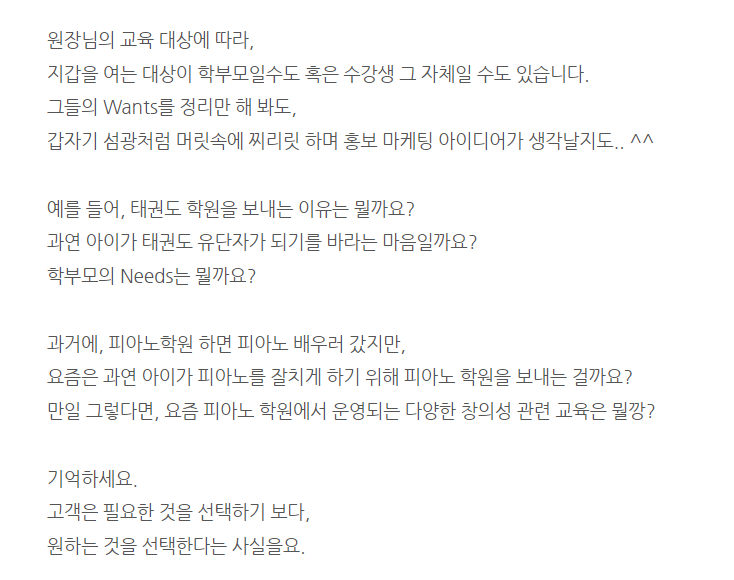 원장님의 교육 대상에 따라,
지갑을 여는 대상이 학부모일수도 혹은 수강생 그 자체일 수도 있습니다.
그들의 Wants를 정리만 해 봐도,
갑자기 섬광처럼 머릿속에 찌리릿 하며 홍보 마케팅 아이디어가 생각날지도.. ^^
예를 들어, 태권도 학원을 보내는 이유는 뭘까요?
과연 아이가 태권도 유단자가 되기를 바라는 마음일까요?
학부모의 Needs는 뭘까요?
과거에, 피아노학원 하면 피아노 배우러 갔지만,
요즘은 과연 아이가 피아노를 잘치게 하기 위해 피아노 학원을 보내는 걸까요?
만일 그렇다면, 요즘 피아노 학원에서 운영되는 다양한 창의성 관련 교육은 뭘깡?
기억하세요.
고객은 필요한 것을 선택하기 보다,
원하는 것을 선택한다는 사실을요.